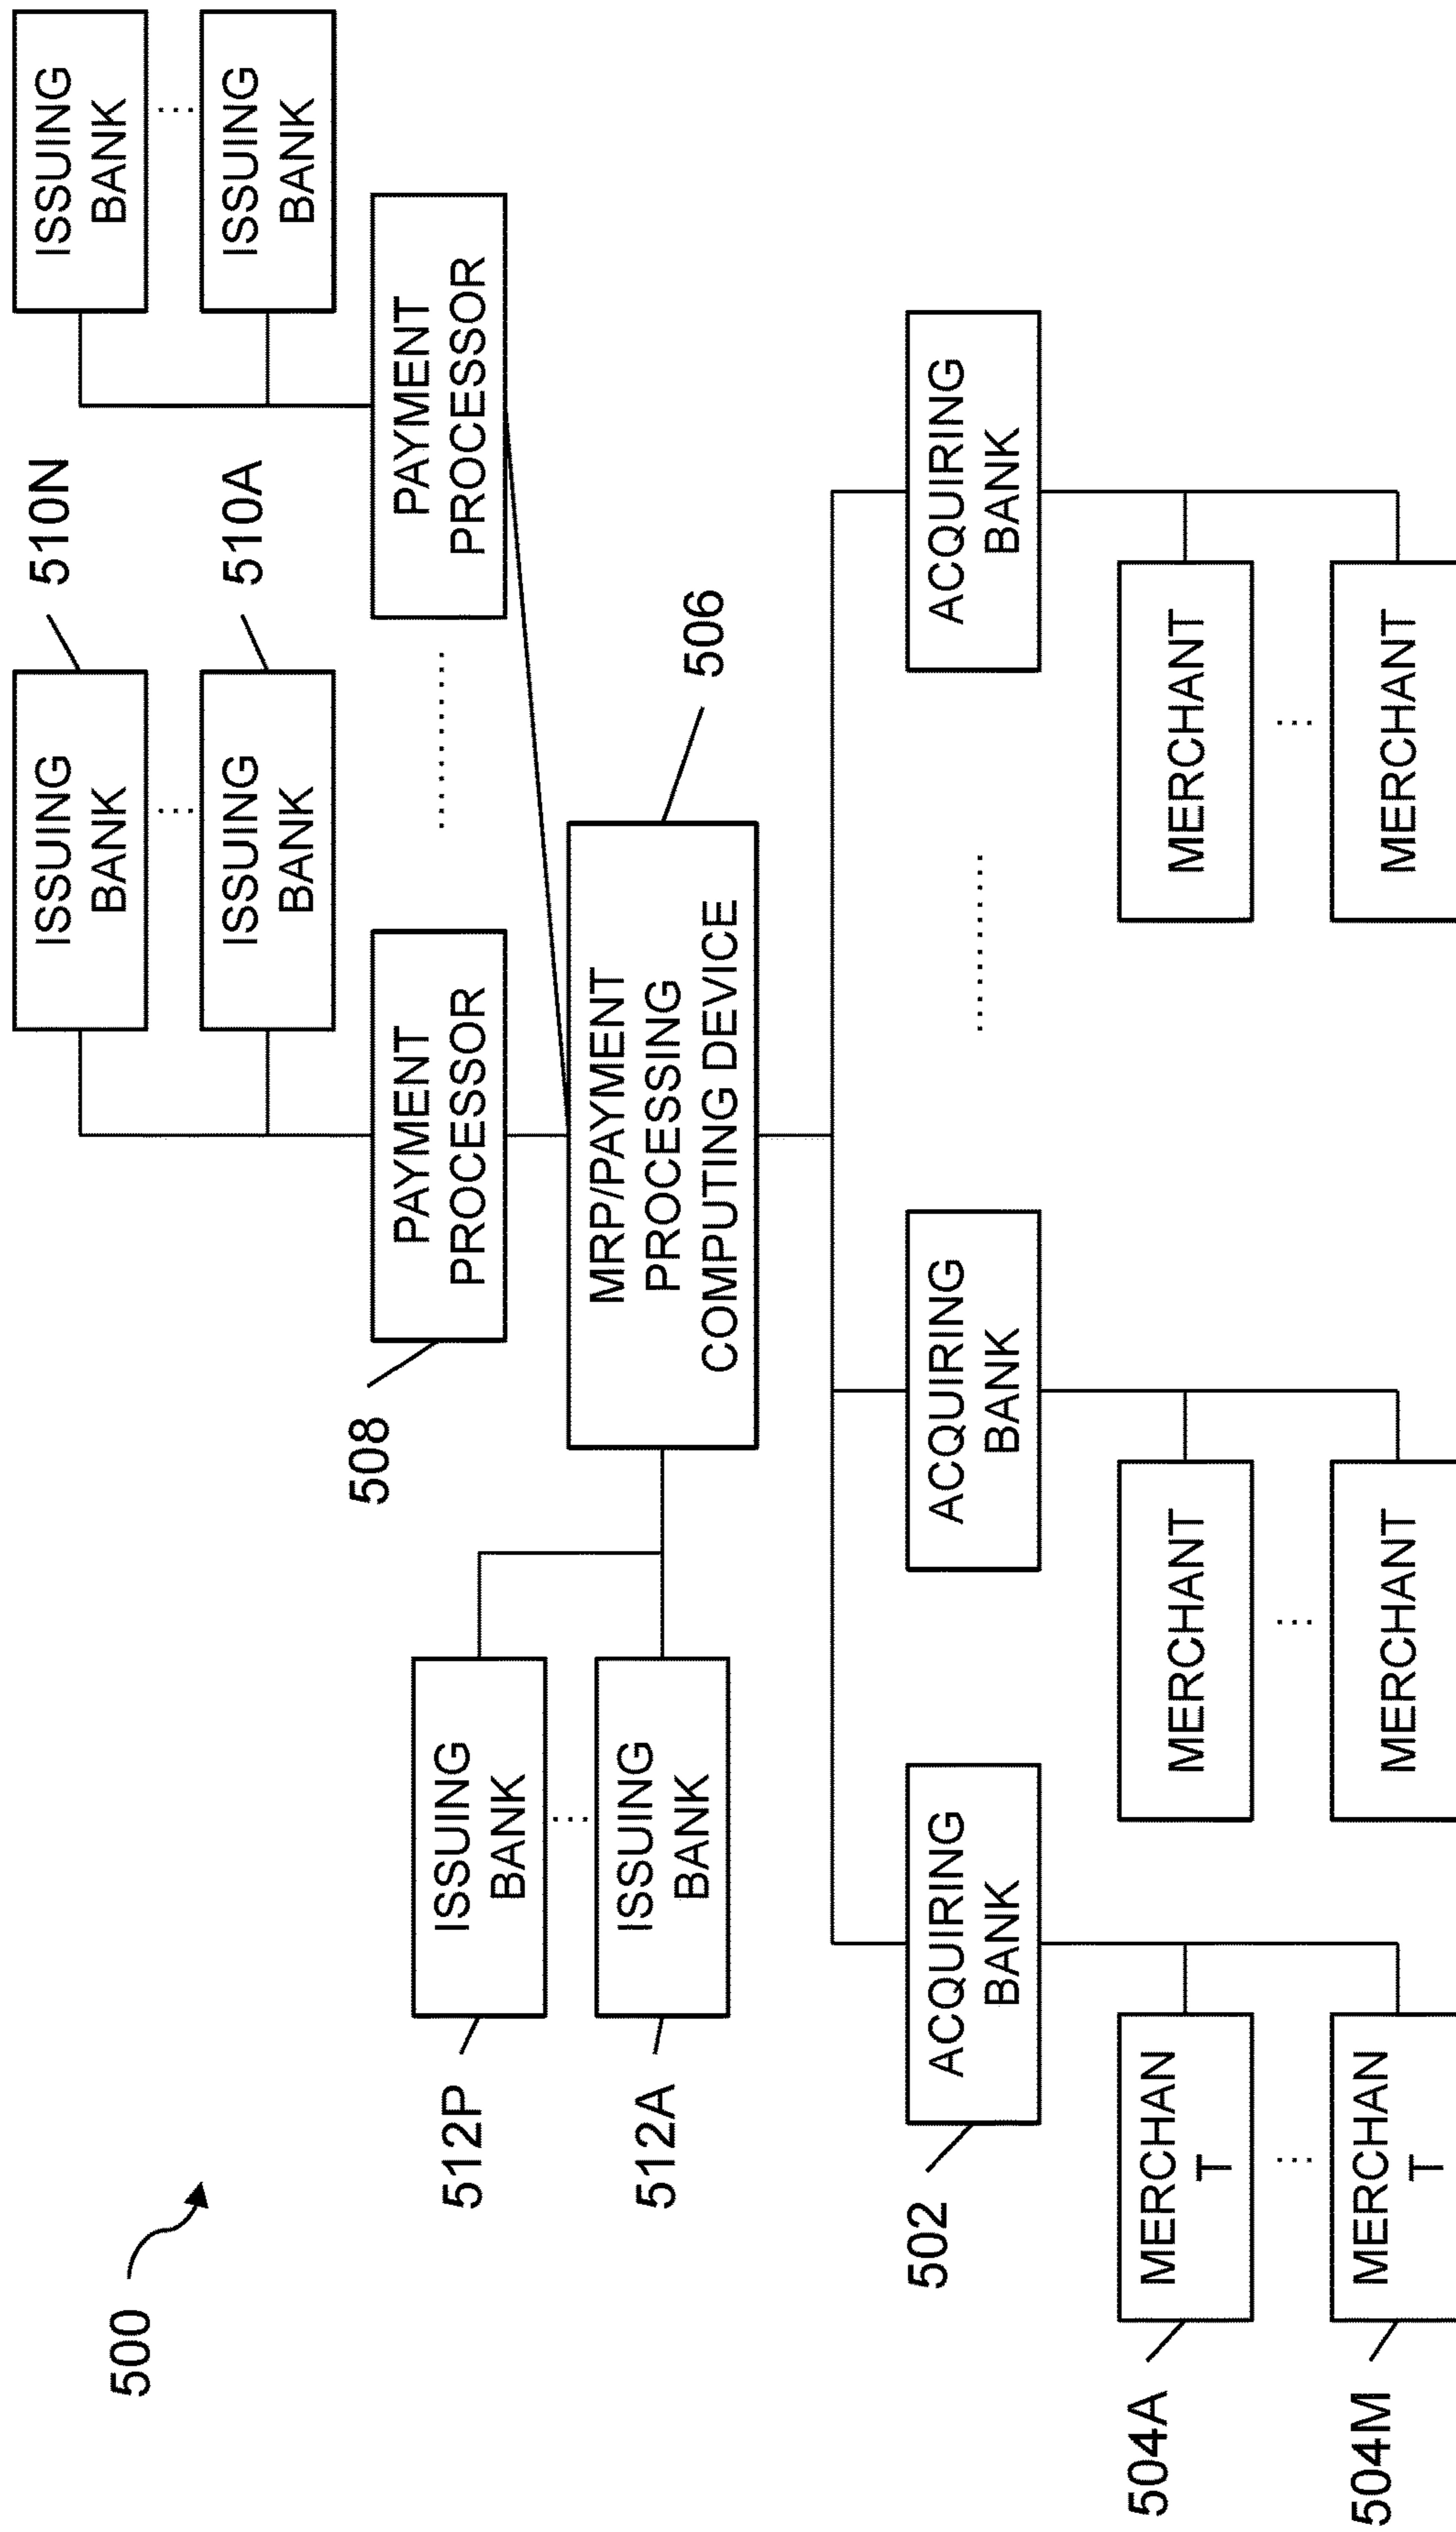 500
510N
510A
ISSUING
BANK
ISSUING
BANK
ISSUING
BANK
ISSUING
BANK
508
PAYMENT
PROCESSOR
PAYMENT
PROCESSOR
512P
ISSUING
BANK
512A
ISSUING
BANK
MRP/PAYMENT
PROCESSING
COMPUTING DEVICE
506
502
ACQUIRING
BANK
ACQUIRING
BANK
ACQUIRING
BANK
504A
MERCHAN
T
MERCHANT
MERCHANT
504M
MERCHAN
T
MERCHANT
MERCHANT